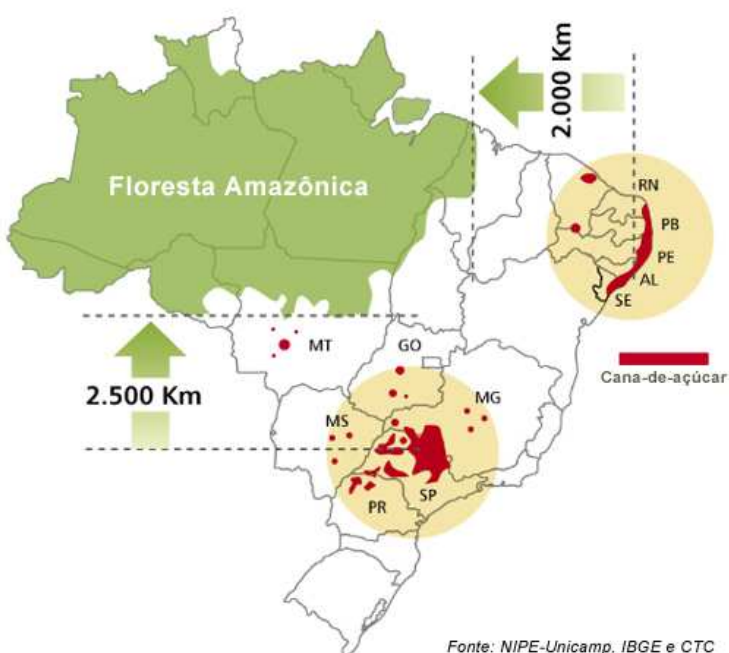 2.000 Km
Floresta Amazônica
RN
PB
PE
AL
SE
MT
GO
Cana-de-açúcar
2.500 Km
MS
MG
SP
PR
Fonte: NIPE-Unicamp, IBGE e CTC